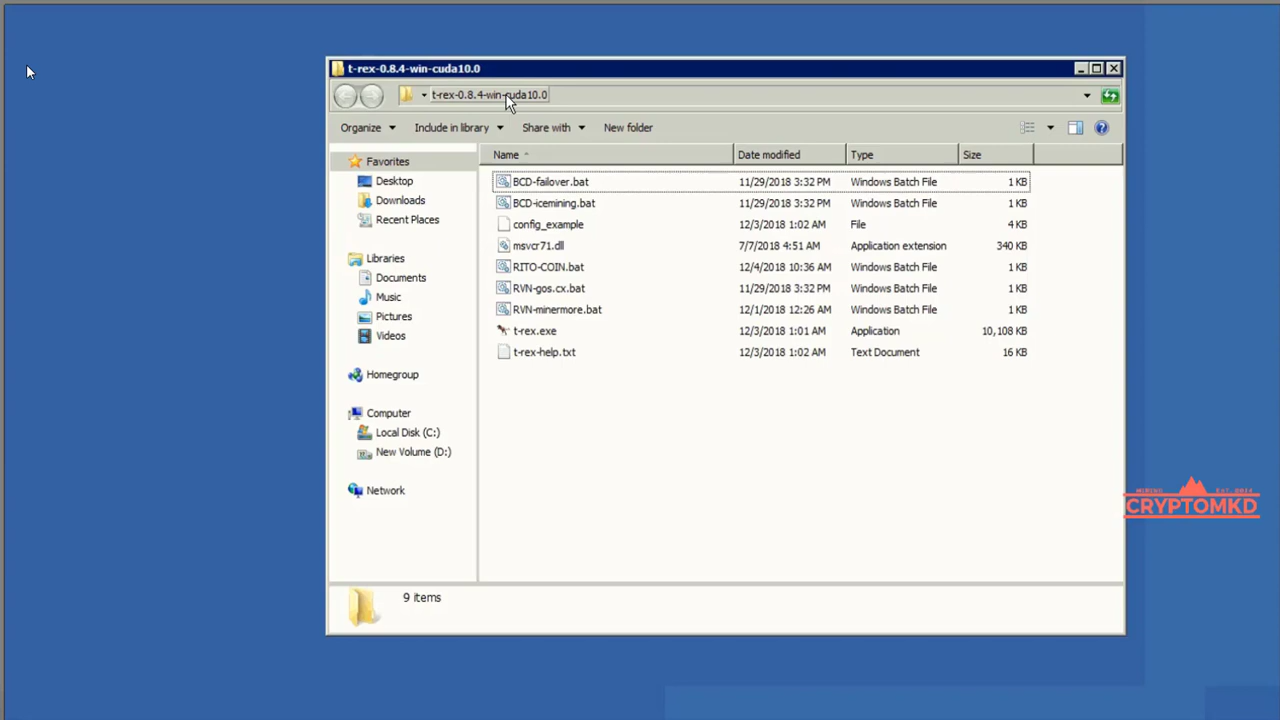 t-rex-0.8.4-win-cuda10.0
t-rex-0.8.4-win-cuda10.0
Organize Include in library Share with New folder
Name Date modified Type Size
Favorites
Desktop
Downloads
Recent Places
Libraries
Documents
Music
Pictures
Videos
Homegroup
Computer
Local Disk (C:)
New Volume (D:)
Network
BCD-failover.bat 11/29/2018 3:32 PM Windows Batch File 1 KB
BCD-icemining.bat 11/29/2018 3:32 PM Windows Batch File 1 KB
config_example 12/3/2018 1:02 AM File 4 KB
msvcr71.dll 7/7/2018 4:51 AM Application extension 340 KB
RITO-COIN.bat 12/4/2018 10:36 AM Windows Batch File 1 KB
RVN-gos.cx.bat 11/29/2018 3:32 PM Windows Batch File 1 KB
RVN-minermore.bat 12/1/2018 12:26 AM Windows Batch File 1 KB
t-rex.exe 12/3/2018 1:01 AM Application 10,108 KB
t-rex-help.txt 12/3/2018 1:02 AM Text Document 16 KB
9 items
MINING
CRYPTOMKD